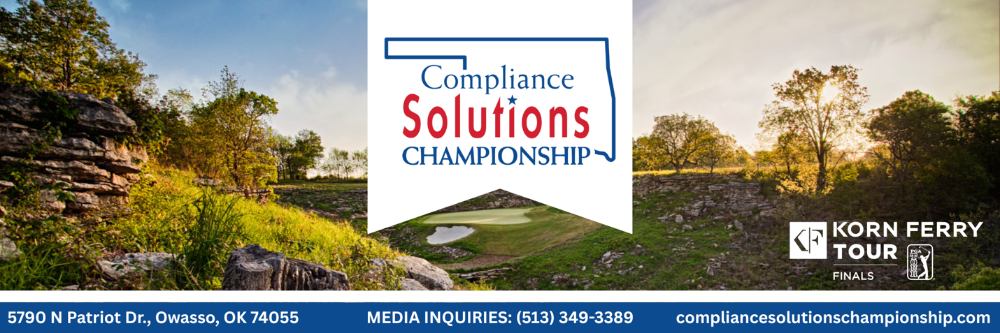 Compliance
Solutions
CHAMPIONSHIP
KF KORN FERRY
TOUR
FINALS
PGA
TOUR
5790 N Patriot Dr., Owasso, OK 74055
MEDIA INQUIRIES: (513) 349-3389
compliancesolutionschampionship.com